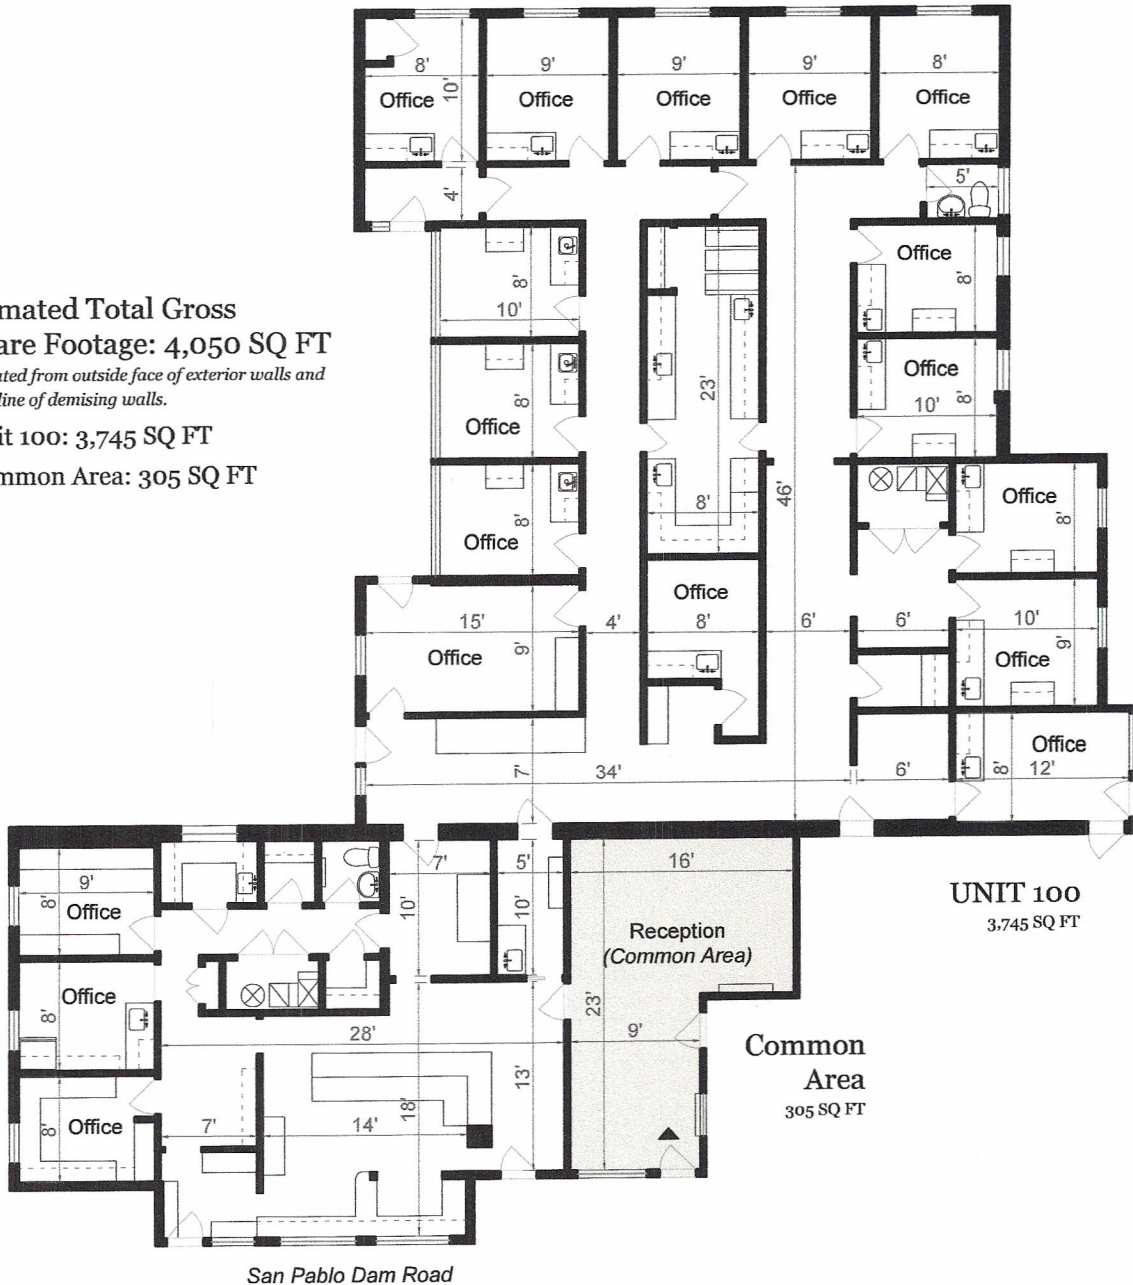 8'
9'
9'
9'
8'
Office
10'
Office
Office
Office
Office
4'
5'
Office
8'
8'
10'
mated Total Gross
are Footage: 4,050 SQ FT
ated from outside face of exterior walls and
line of demising walls.
it 100: 3,745 SQ FT
mmon Area: 305 SQ FT
Office
8'
10'
8'
23'
Office
Office
8'
8'
46'
Office
8'
Office
15'
9'
4'
8'
6'
6'
10'
Office
Office
9'
Office
7'
34'
6'
8'
12'
9'
8'
Office
7'
10'
5'
10'
16'
UNIT 100
3,745 SQ FT
Reception
(Common Area)
Office
8'
23'
28'
9'
Common
Area
305 SQ FT
13'
18'
Office
8'
7'
14'
San Pablo Dam Road